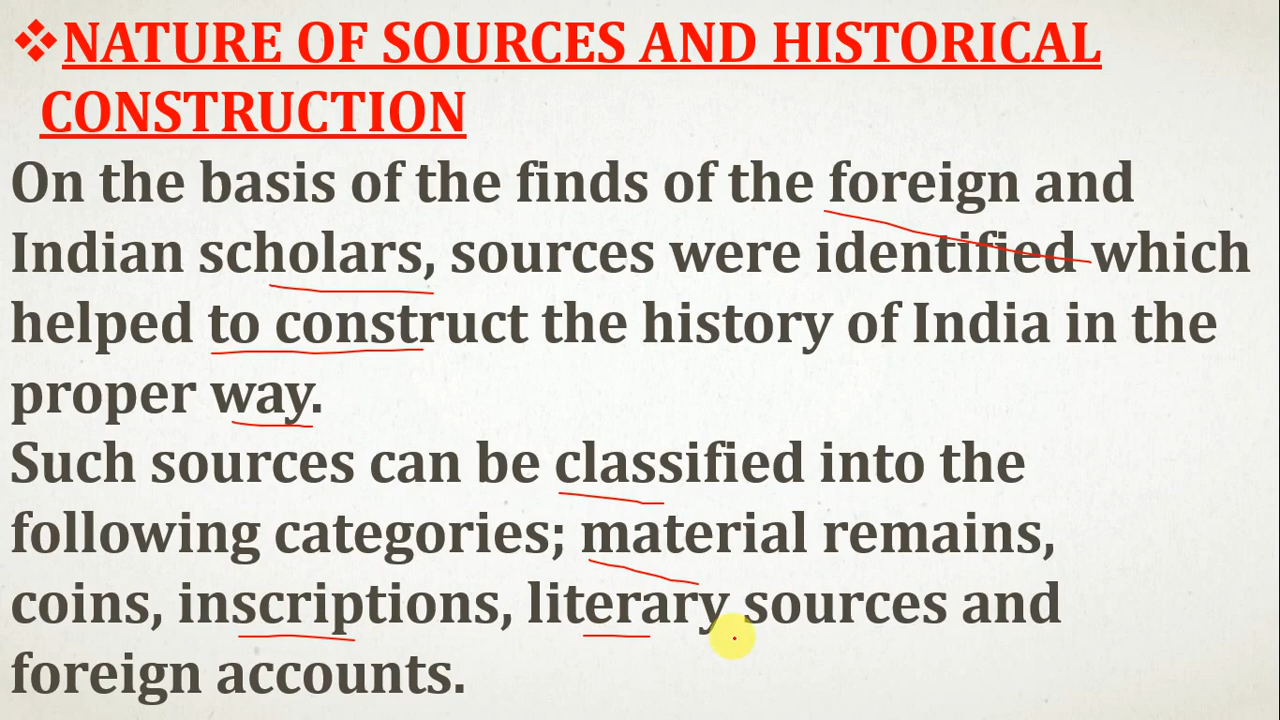 ❖NATURE OF SOURCES AND HISTORICAL
CONSTRUCTION
On the basis of the finds of the foreign and
Indian scholars, sources were identified which
helped to construct the history of India in the
proper way.
Such sources can be classified into the
following categories; material remains,
coins, inscriptions, literary sources and
foreign accounts.